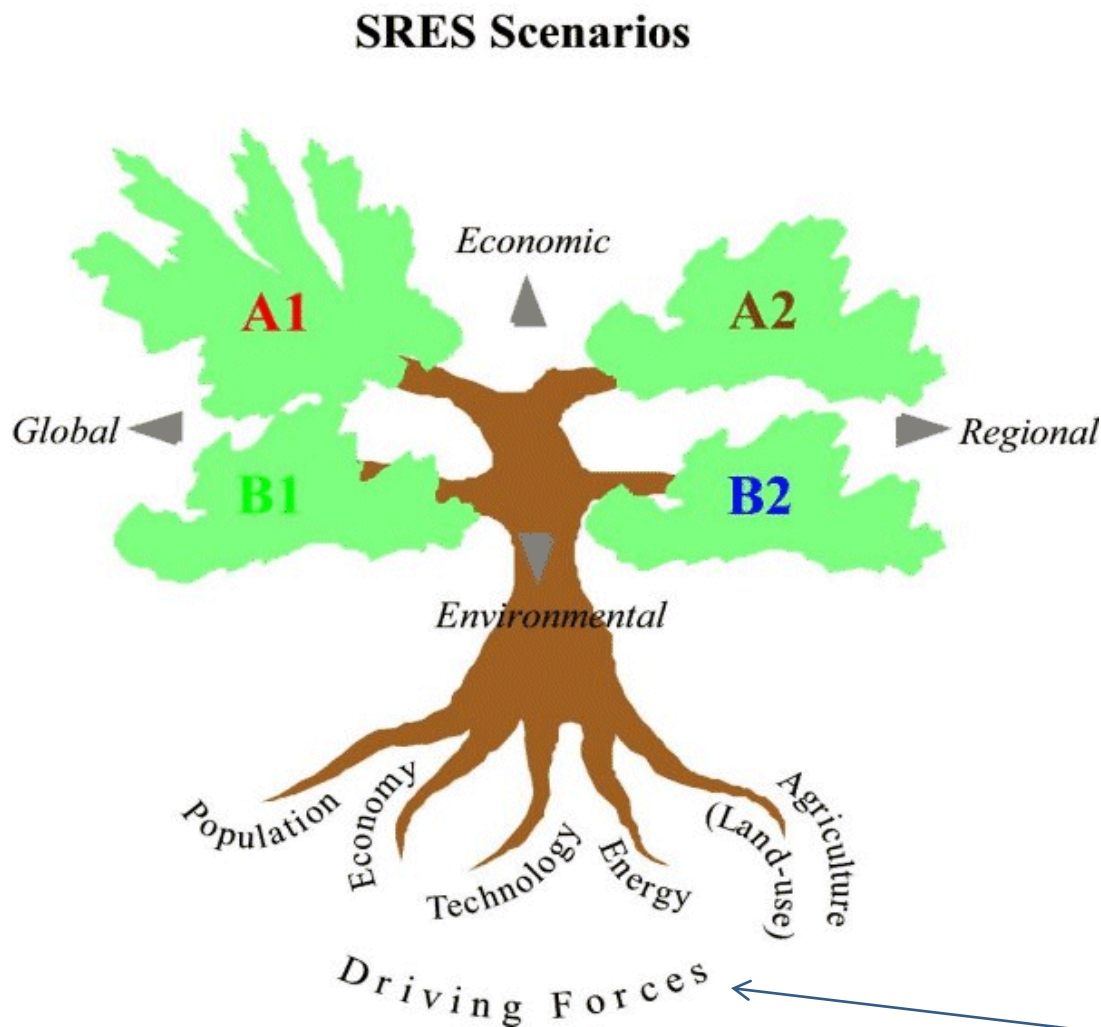 SRES Scenarios
Economic
A1
A2
Global
Regional
B1
B2
Environmental
Population
Economy
Technology
Energy
(Land-use)
Agriculture
Driving Forces